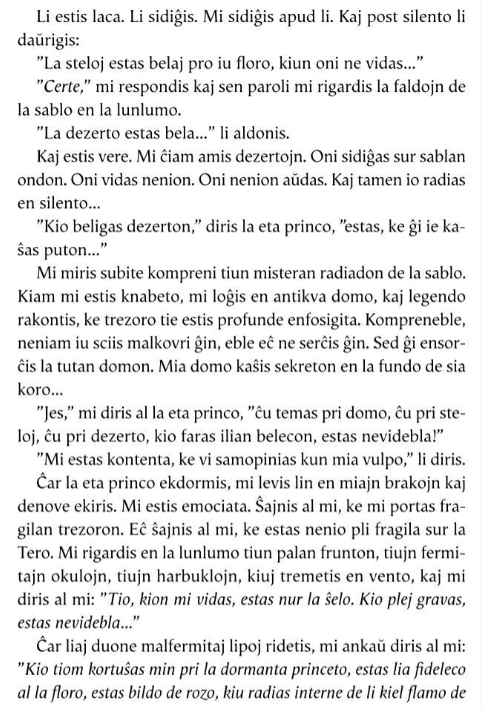 Li estis laca. Li sidiĝis. Mi sidiĝis apud li. Kaj post silento li
daŭrigis:
"La steloj estas belaj pro iu floro, kiun oni ne vidas..."
"Certe," mi respondis kaj sen paroli mi rigardis la faldojn de
la sablo en la lunlumo.
"La dezerto estas bela..." li aldonis.
Kaj estis vere. Mi ĉiam amis dezertojn. Oni sidiĝas sur sablan
ondon. Oni vidas nenion. Oni nenion aŭdas. Kaj tamen io radias
en silento...
"Kio beligas dezerton," diris la eta princo, "estas, ke ĝi ie ka-
ŝas puton..."
Mi miris subite kompreni tiun misteran radiadon de la sablo.
Kiam mi estis knabeto, mi loĝis en antikva domo, kaj legendo
rakontis, ke trezoro tie estis profunde enfosigita. Kompreneble,
neniam iu sciis malkovri ĝin, eble eĉ ne serĉis ĝin. Sed ĝi ensor-
ĉis la tutan domon. Mia domo kaŝis sekreton en la fundo de sia
koro...
"Jes," mi diris al la eta princo, "ĉu temas pri domo, ĉu pri ste-
loj, ĉu pri dezerto, kio faras ilian belecon, estas nevidebla!"
"Mi estas kontenta, ke vi samopinias kun mia vulpo," li diris.
Ĉar la eta princo ekdormis, mi levis lin en miajn brakojn kaj
denove ekiris. Mi estis emociata. Ŝajnis al mi, ke mi portas fra-
gilan trezoron. Eĉ ŝajnis al mi, ke estas nenio pli fragila sur la
Tero. Mi rigardis en la lunlumo tiun palan frunton, tiujn fermi-
tajn okulojn, tiujn harbuklojn, kiuj tremetis en vento, kaj mi
diris al mi: "Tio, kion mi vidas, estas nur la ŝelo. Kio plej gravas,
estas nevidebla..."
Ĉar liaj duone malfermitaj lipoj ridetis, mi ankaŭ diris al mi:
"Kio tiom kortuŝas min pri la dormanta princeto, estas lia fideleco
al la floro, estas bildo de rozo, kiu radias interne de li kiel flamo de